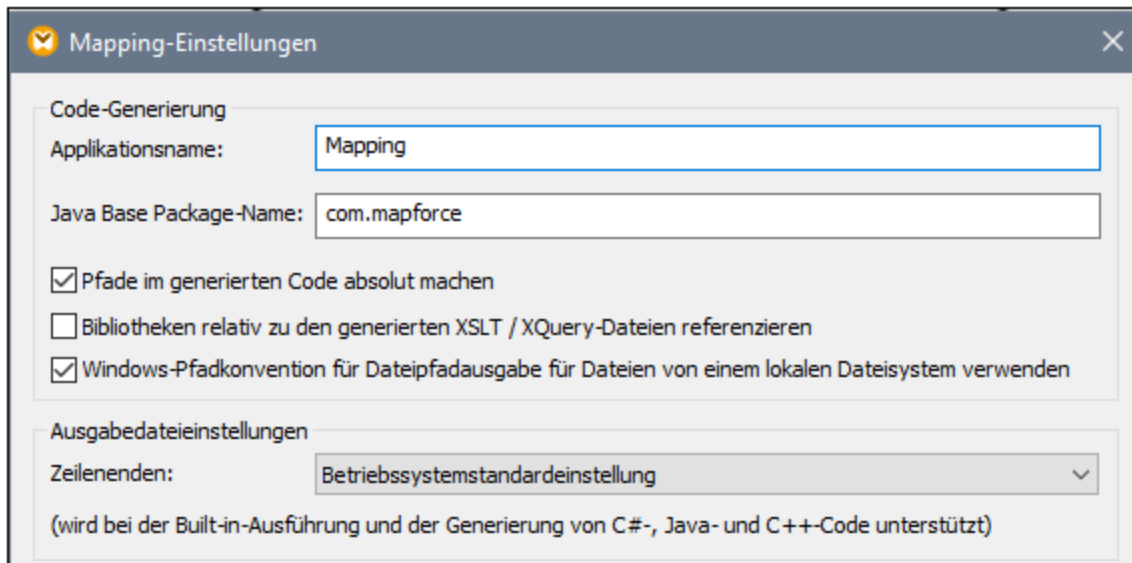 Mapping-Einstellungen
Code-Generierung
Applikationsname: Mapping
Java Base Package-Name: com.mapforce
Pfade im generierten Code absolut machen
Bibliotheken relativ zu den generierten XSLT / XQuery-Dateien referenzieren
Windows-Pfadkonvention für Dateipfadausgabe für Dateien von einem lokalen Dateisystem verwenden
Ausgabedateieinstellungen
Zeilenenden: Betriebssystemstandardeinstellung
(wird bei der Built-in-Ausführung und der Generierung von C#-, Java- und C++-Code unterstützt)